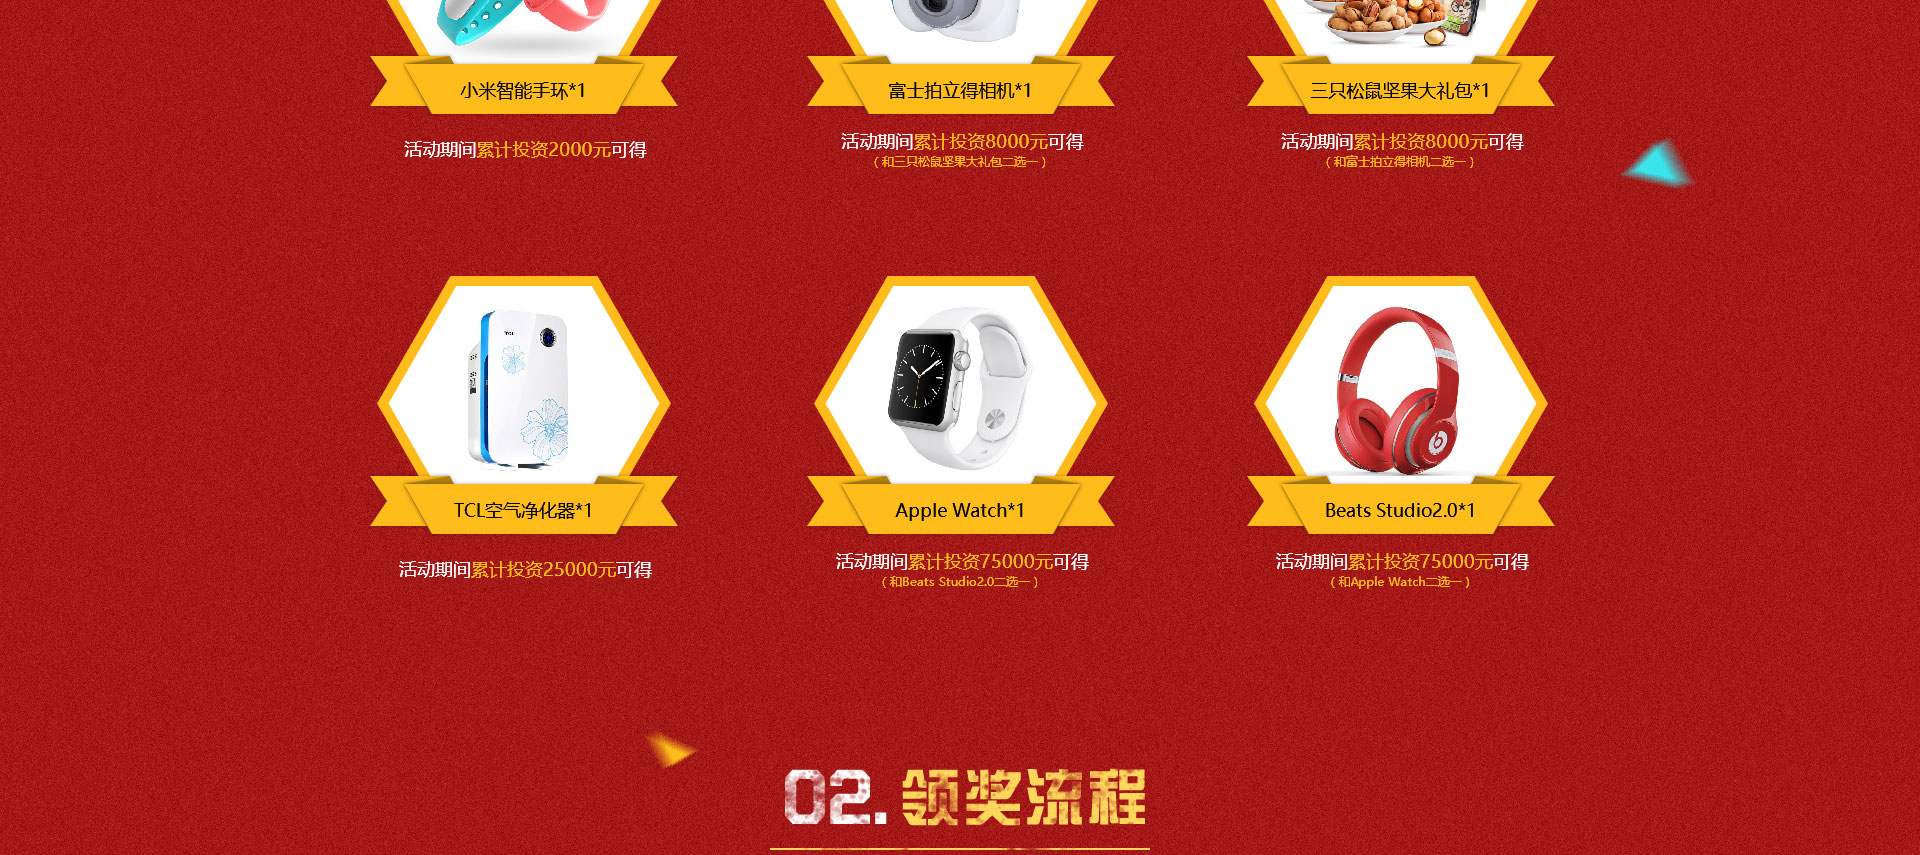 小米智能手环*1
富士拍立得相机*1
三只松鼠坚果大礼包*1
活动期间累计投资2000元可得
活动期间累计投资8000元可得
(和三只松鼠坚果大礼包二选一)
活动期间累计投资8000元可得
(和富士拍立得相机二选一)
TCL
b
TCL空气净化器*1
Apple Watch*1
Beats Studio2.0*1
活动期间累计投资25000元可得
活动期间累计投资75000元可得
(和Beats Studio2.0二选一)
活动期间累计投资75000元可得
(和Apple Watch二选一)
02.领奖流程